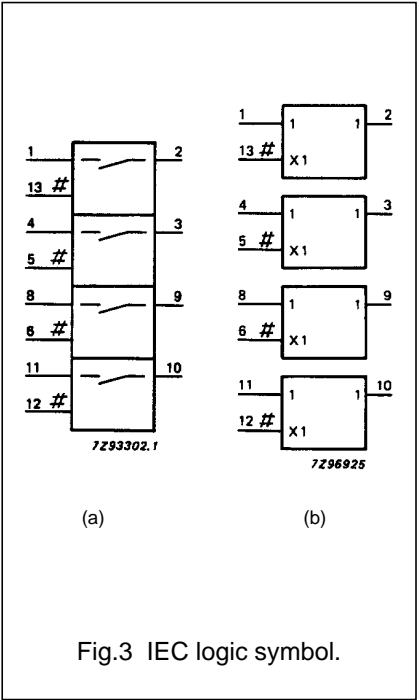 1 2
13 #
4 3
5 #
8 9
6 #
11 10
12 #
7Z93302.1
(a)
1 1 1 2
13 # X1
4 1 1 3
5 # X1
8 1 1 9
6 # X1
11 1 1 10
12 # X1
7Z96925
(b)
Fig.3 IEC logic symbol.